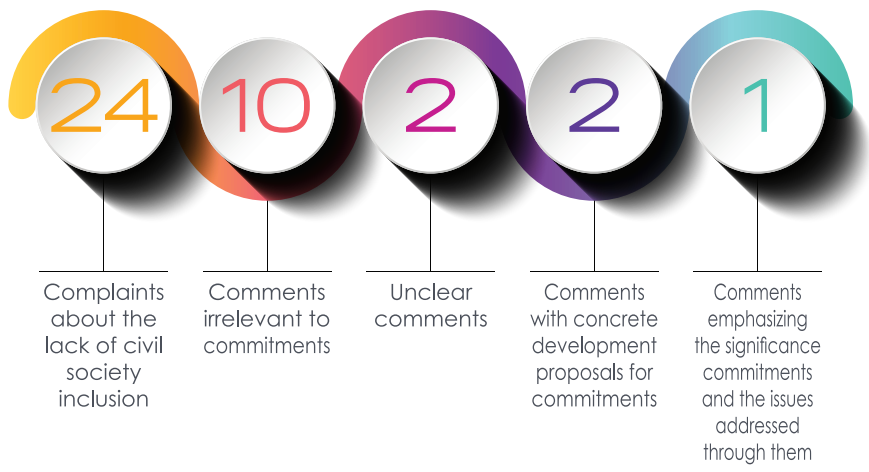 24
10
2
2
1
Complaints
about the
lack of civil
society
inclusion
Comments
irrelevant to
commitments
Unclear
comments
Comments
with concrete
development
proposals for
commitments
Comments
emphasizing
the significance
commitments
and the issues
addressed
through them